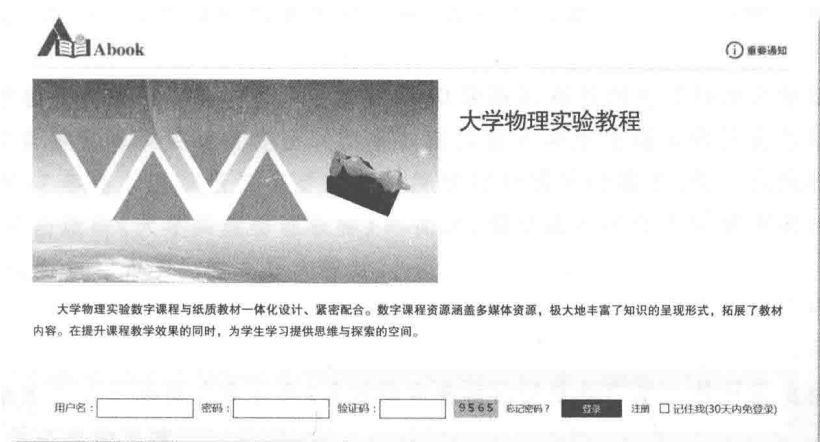 Abook
重要通知
大学物理实验教程
大学物理实验数字课程与纸质教材一体化设计、紧密配合。数字课程资源涵盖多媒体资源，极大地丰富了知识的呈现形式，拓展了教材
内容。在提升课程教学效果的同时，为学生学习提供思维与探索的空间。
用户名： 密码： 验证码： 9565 忘记密码？ 登录 注册 记住我(30天内免登录)